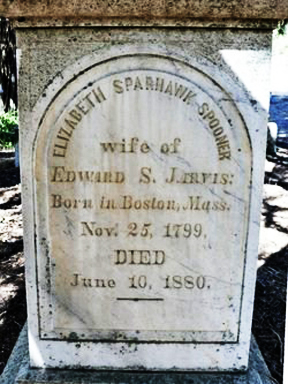 ELIZABETH SPARHAWK SPOONER
wife of
EDWARD S. JARVIS:
Born in Boston, Mass.
Nov. 25, 1799.
DIED
June 10, 1880.